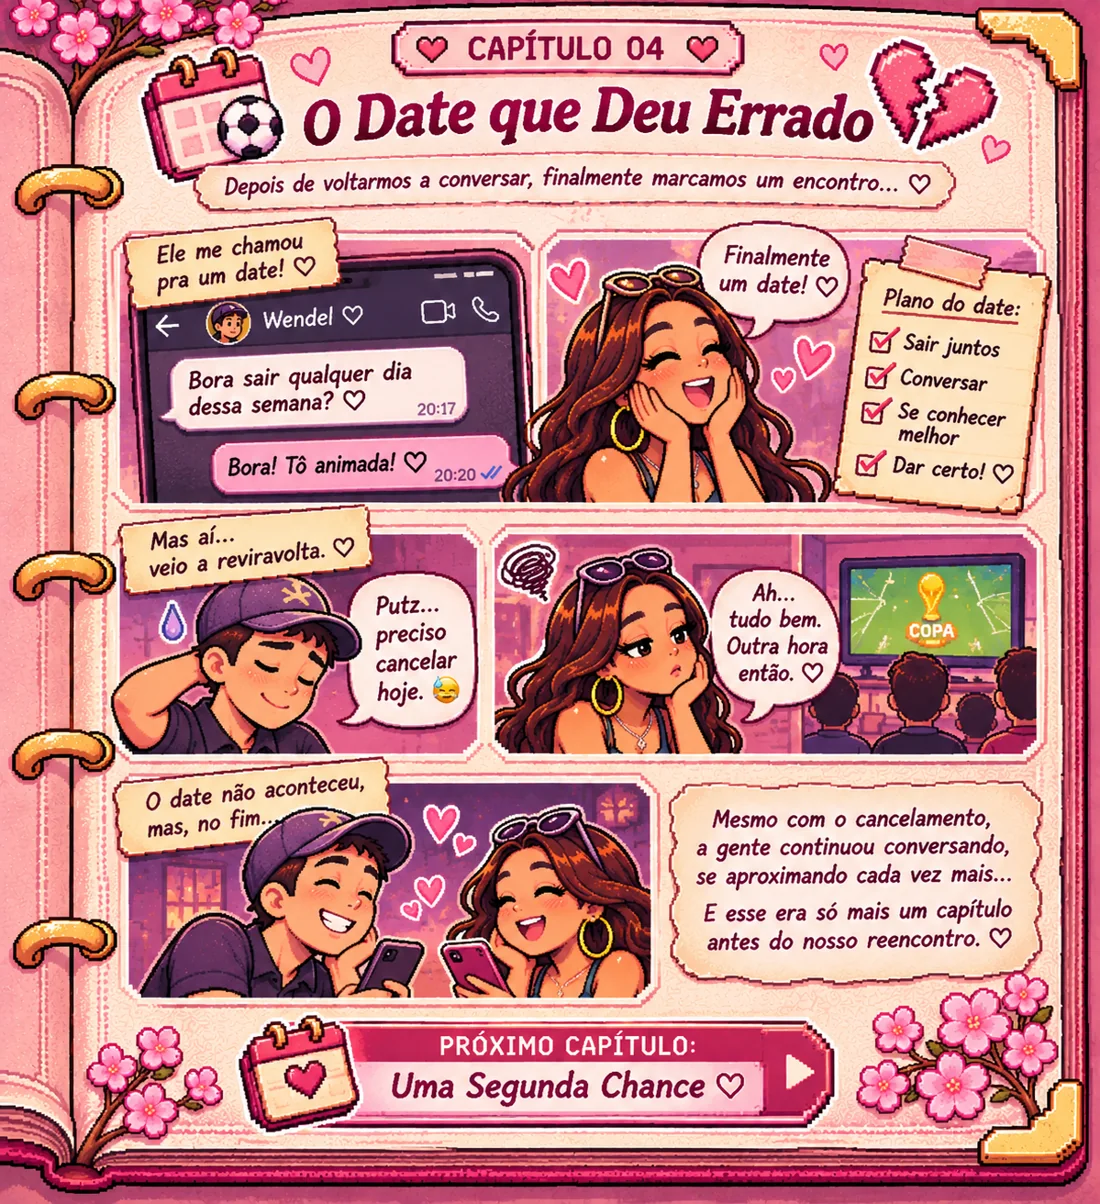 CAPÍTULO 04
O Date que Deu Errado
Depois de voltarmos a conversar, finalmente marcamos um encontro... ♡
Ele me chamou
pra um date! ♡
Wendel ♡
Bora sair qualquer dia
dessa semana? ♡
20:17
Bora! Tô animada! ♡
20:20
Finalmente
um date! ♡
Plano do date:
Sair juntos
Conversar
Se conhecer
melhor
Dar certo! ♡
Mas aí...
veio a reviravolta. ♡
Putz...
preciso
cancelar
hoje. 😅
Ah...
tudo bem.
Outra hora
então. ♡
COPA
O date não aconteceu,
mas, no fim...
Mesmo com o cancelamento,
a gente continuou conversando,
se aproximando cada vez mais...
E esse era só mais um capítulo
antes do nosso reencontro. ♡
PRÓXIMO CAPÍTULO:
Uma Segunda Chance ♡